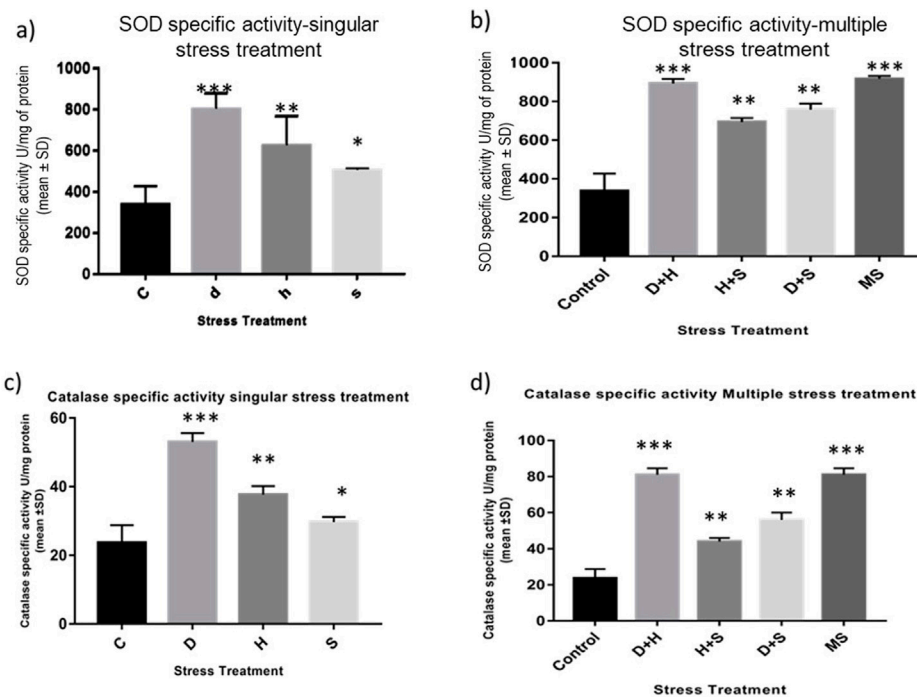 a)
SOD specific activity-singular
stress treatment
SOD specific activity U/mg of protein
(mean ± SD)
1000
800
600
400
200
0
***
**
*
C
d
h
s
Stress Treatment
b)
SOD specific activity-multiple
stress treatment
SOD specific activity U/mg of protein
(mean ± SD)
1000
800
600
400
200
0
***
**
**
***
Control
D+H
H+S
D+S
MS
Stress Treatment
c)
Catalase specific activity singular stress treatment
Catalase specific activity U/mg protein
(mean ±SD)
60
40
20
0
***
**
*
C
D
H
S
Stress Treatment
d)
Catalase specific activity Multiple stress treatment
Catalase specific activity U/mg protein
(mean ±SD)
100
80
60
40
20
0
***
**
**
***
Control
D+H
H+S
D+S
MS
Stress Treatment